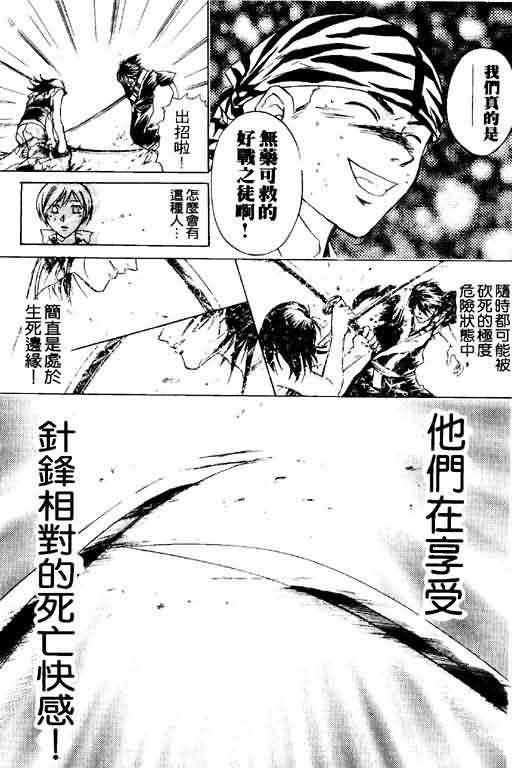 我們真的是
──
無藥可救的
好戰之徒啊！
出招啦！
怎麼會有
這種人…
隨時都可能被
砍死的極度
危險狀態中，
簡直是處於
生死邊緣！
他們在享受
針鋒相對的死亡快感！